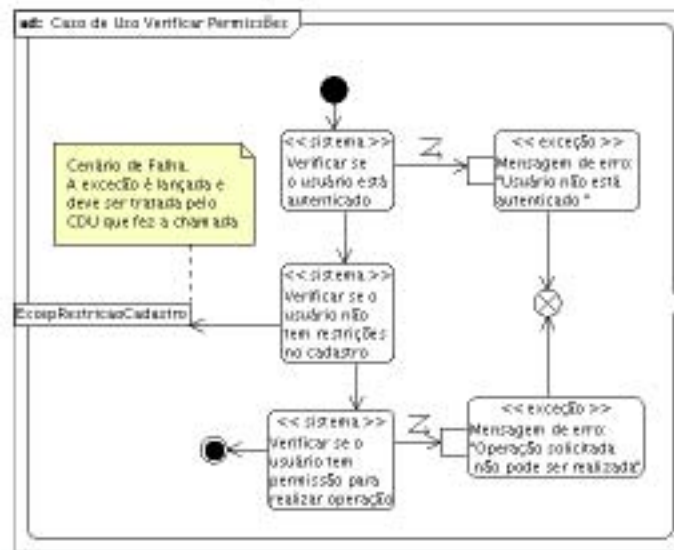 ad: Caso de Uso Verificar Permissões
<< sistema >>
Verificar se
o usuário está
autenticado
<< exceção >>
Mensagem de erro:
"Usuário não está
autenticado "
Cenário de Falha.
A exceção é lançada e
deve ser tratada pelo
CDU que fez a chamada
<< sistema >>
Verificar se o
usuário não
tem restrições
no cadastro
EcospRestricaoCadastro
<< sistema >>
Verificar se o
usuário tem
permissão para
realizar operação
<< exceção >>
Mensagem de erro:
"Operação solicitada
não pode ser realizada"